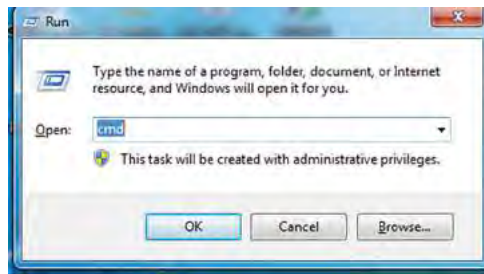 Run
Type the name of a program, folder, document, or Internet
resource, and Windows will open it for you.
Open: cmd
This task will be created with administrative privileges.
OK Cancel Browse...